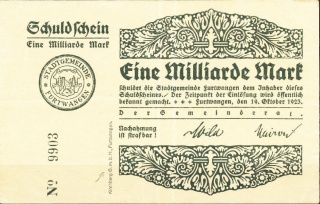 Schuldschein
Eine Milliarde Mark
STADTGEMEINDE
FURTWANGEN
Nº 9903
Eine Milliarde Mark
schuldet die Stadtgemeinde Furtwangen dem Inhaber dieses
Schuldscheines. - Der Zeitpunkt der Einlösung wird öffentlich
bekannt gemacht. Furtwangen, den 19. Oktober 1923.
Der Gemeinderat.
Nachahmung
ist strafbar!
G. m. b. H., Furtwangen.